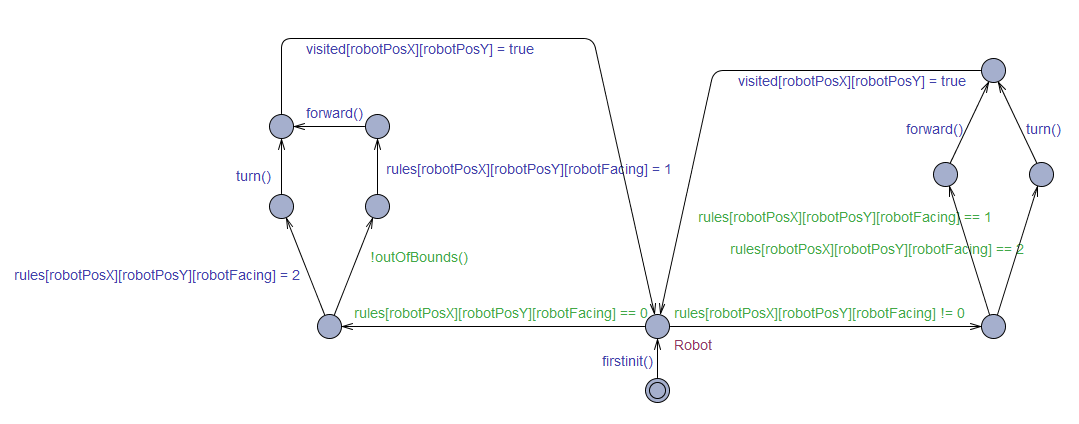 visited[robotPosX][robotPosY] = true
visited[robotPosX][robotPosY] = true
forward()
forward()
turn()
rules[robotPosX][robotPosY][robotFacing] = 1
turn()
rules[robotPosX][robotPosY][robotFacing] == 1
rules[robotPosX][robotPosY][robotFacing] == 2
!outOfBounds()
rules[robotPosX][robotPosY][robotFacing] = 2
rules[robotPosX][robotPosY][robotFacing] == 0
rules[robotPosX][robotPosY][robotFacing] != 0
Robot
firstinit()